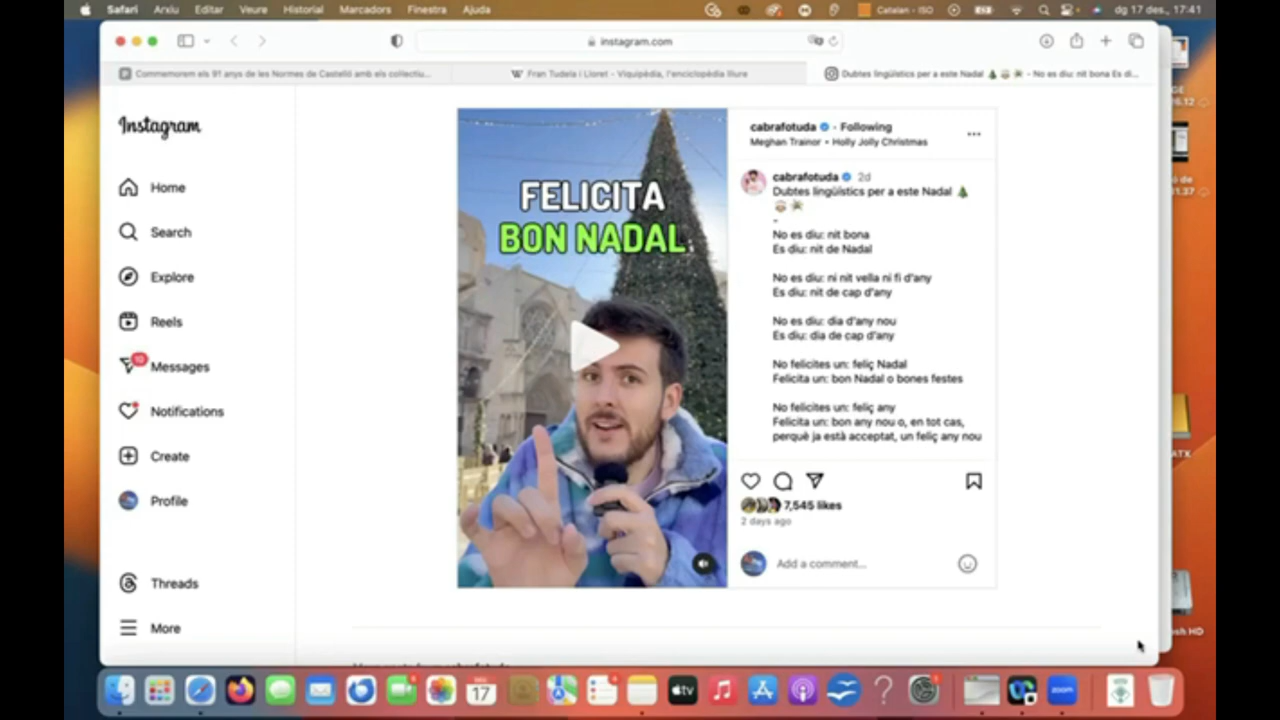 Safari Arxiu Editar Veure Historial Marcadors Finestra Ajuda Catalan - ISO dg 17 des., 17:41
instagram.com
Commemorem els 91 anys de les Normes de Castelló amb els col·lectiu...
Fran Tudela i Lloret - Viquipèdia, l'enciclopèdia lliure
Dubtes lingüístics per a este Nadal 🎄 - No es diu: nit bona Es di...
Instagram
Home
Search
Explore
Reels
10
Messages
Notifications
Create
Profile
Threads
More
FELICITA
BON NADAL
cabrafotuda • Following
Meghan Trainor • Holly Jolly Christmas
cabrafotuda 2d
Dubtes lingüístics per a este Nadal 🎄
-
No es diu: nit bona
Es diu: nit de Nadal
No es diu: ni nit vella ni fi d'any
Es diu: nit de cap d'any
No es diu: dia d'any nou
Es diu: dia de cap d'any
No felicites un: feliç Nadal
Felicita un: bon Nadal o bones festes
No felicites un: feliç any
Felicita un: bon any nou o, en tot cas,
perquè ja està acceptat, un feliç any nou
7,545 likes
2 days ago
Add a comment...
17
tv
zoom